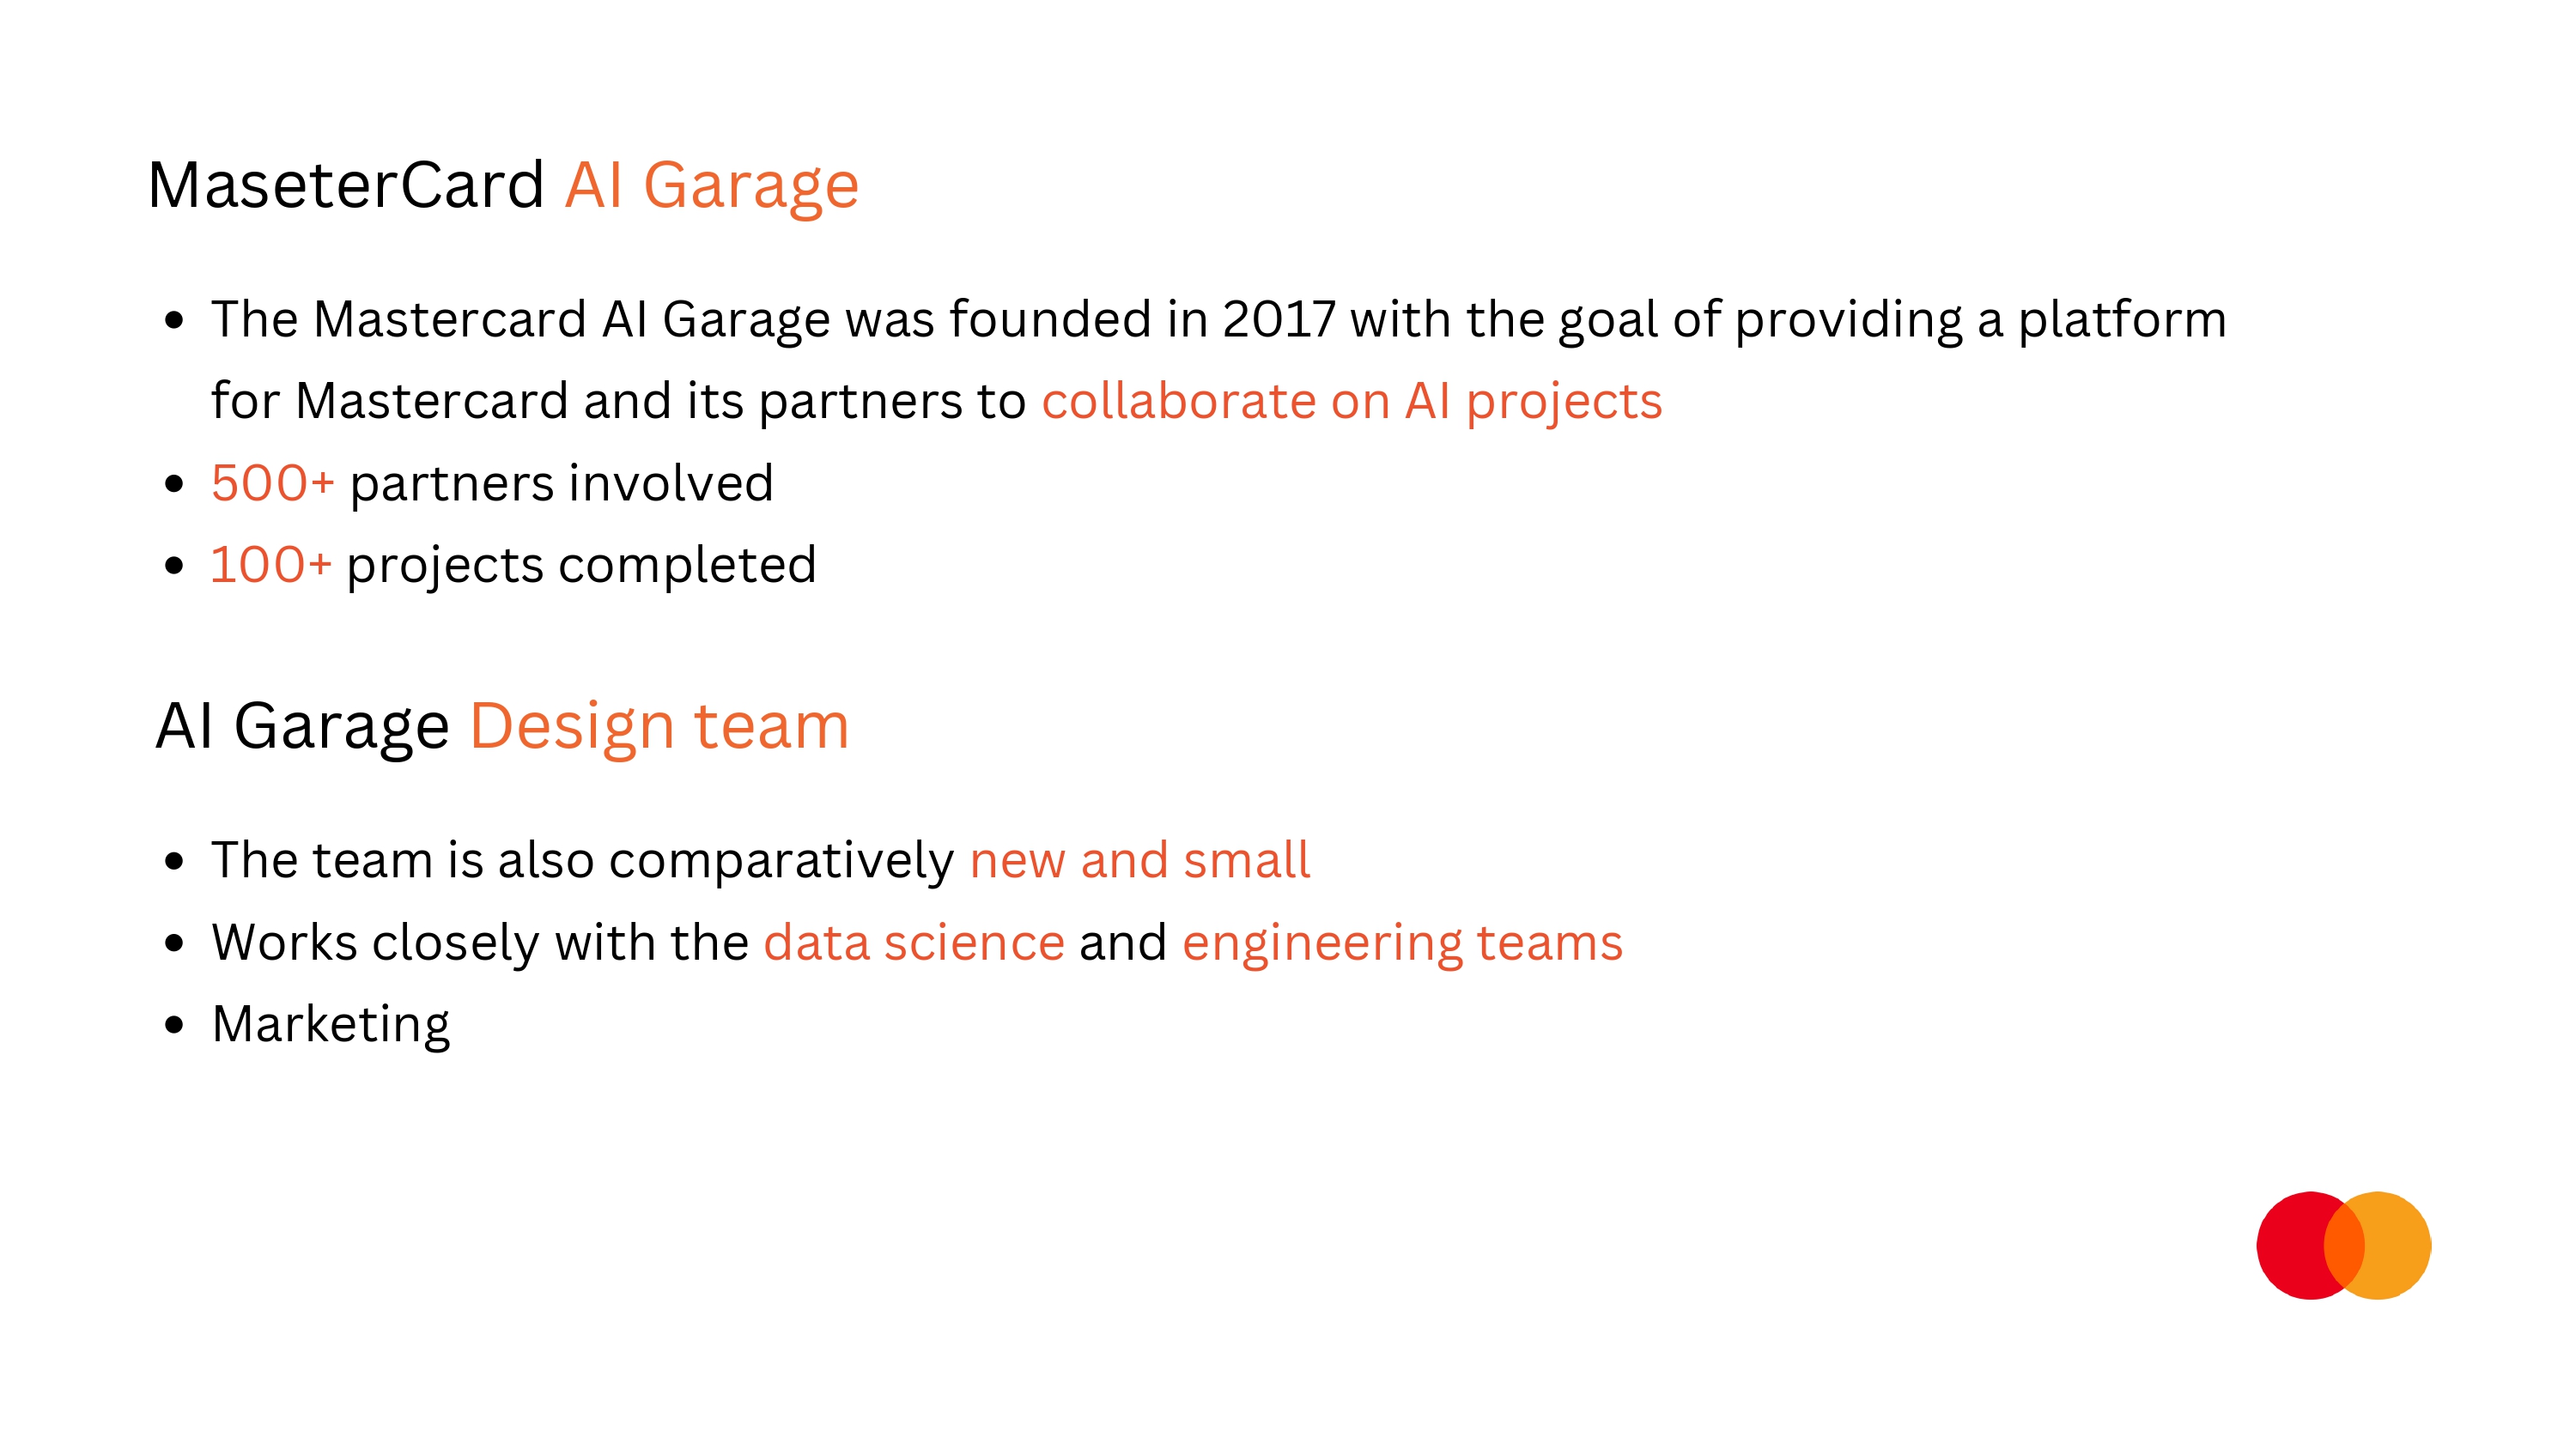 MaseterCard AI Garage
• The Mastercard AI Garage was founded in 2017 with the goal of providing a platform
for Mastercard and its partners to collaborate on AI projects
• 500+ partners involved
• 100+ projects completed
AI Garage Design team
• The team is also comparatively new and small
• Works closely with the data science and engineering teams
• Marketing